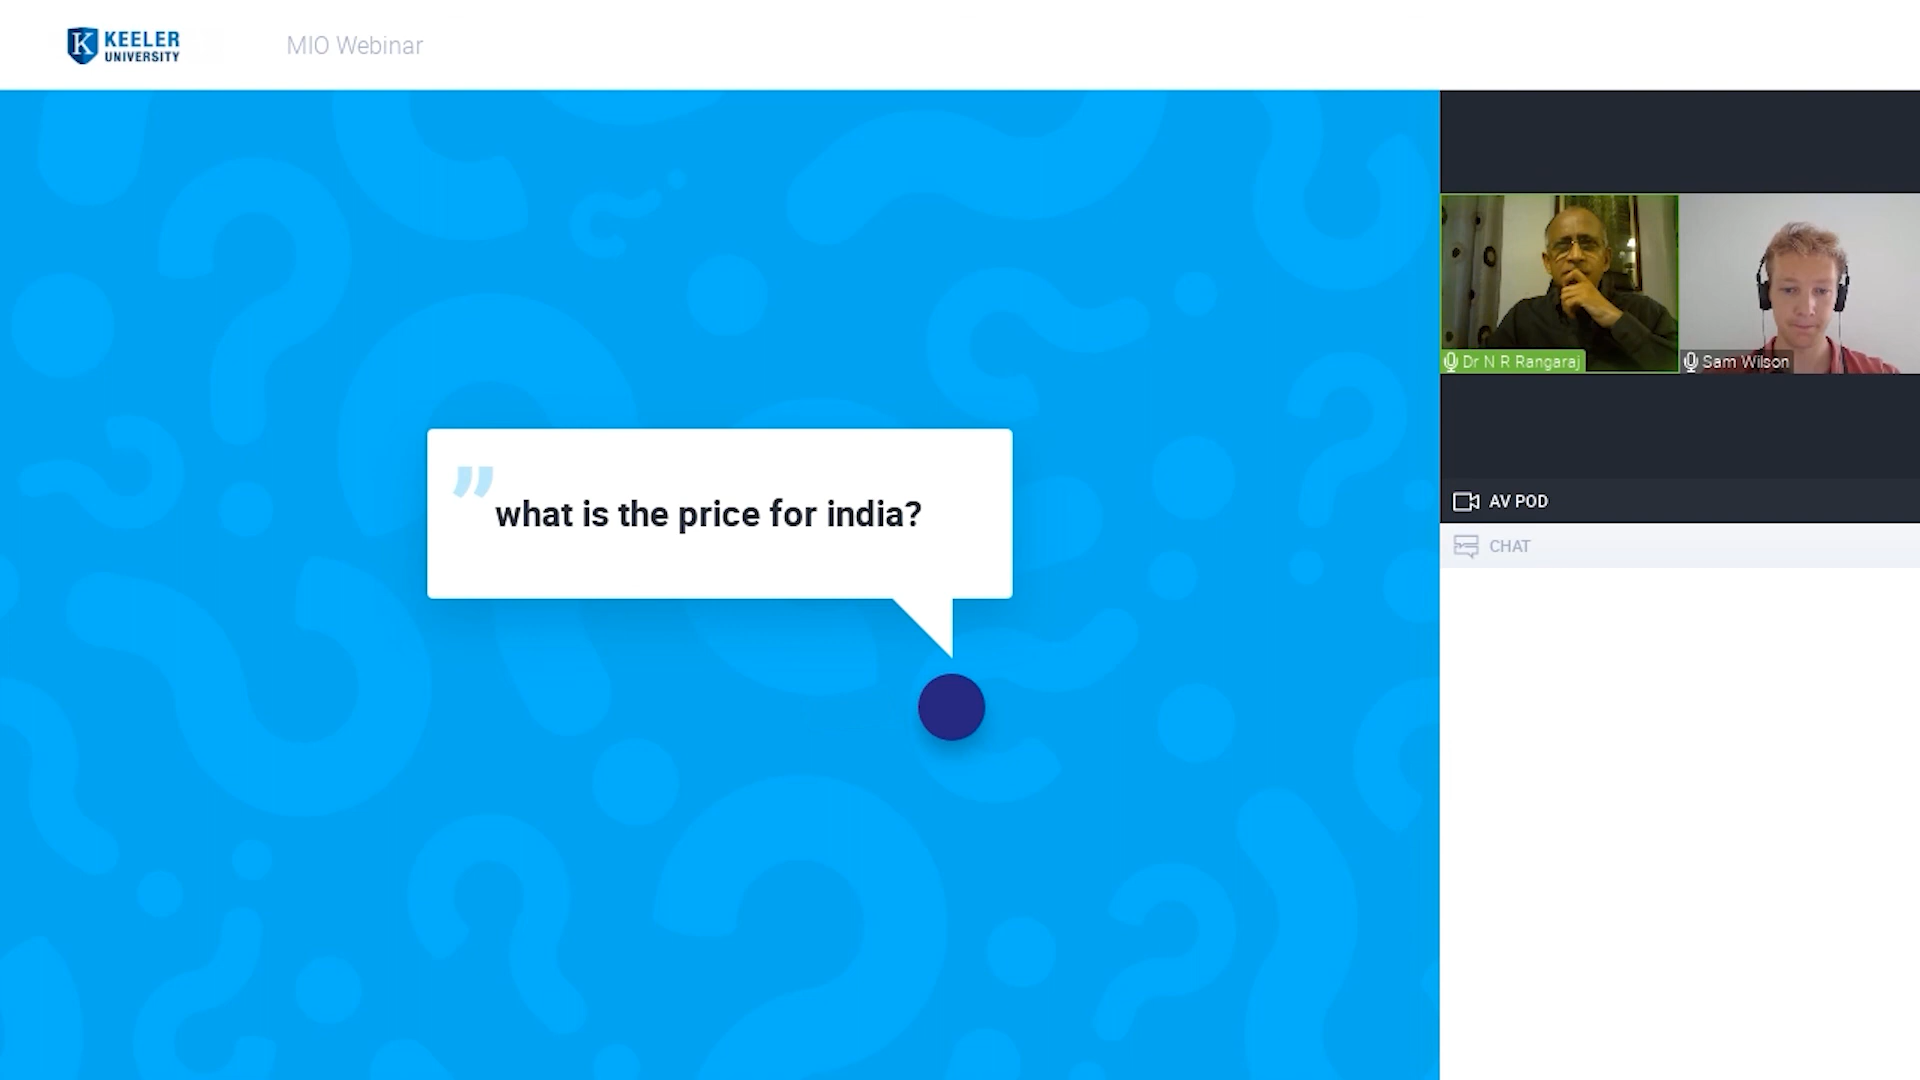 KEELER
UNIVERSITY
MIO Webinar
what is the price for india?
Dr N R Rangaraj
Sam Wilson
AV POD
CHAT